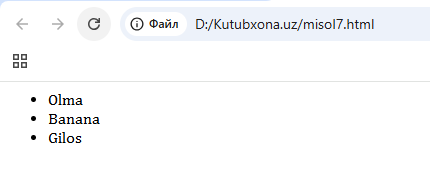 Файл D:/Kutubxona.uz/misol7.html
Olma
Banana
Gilos